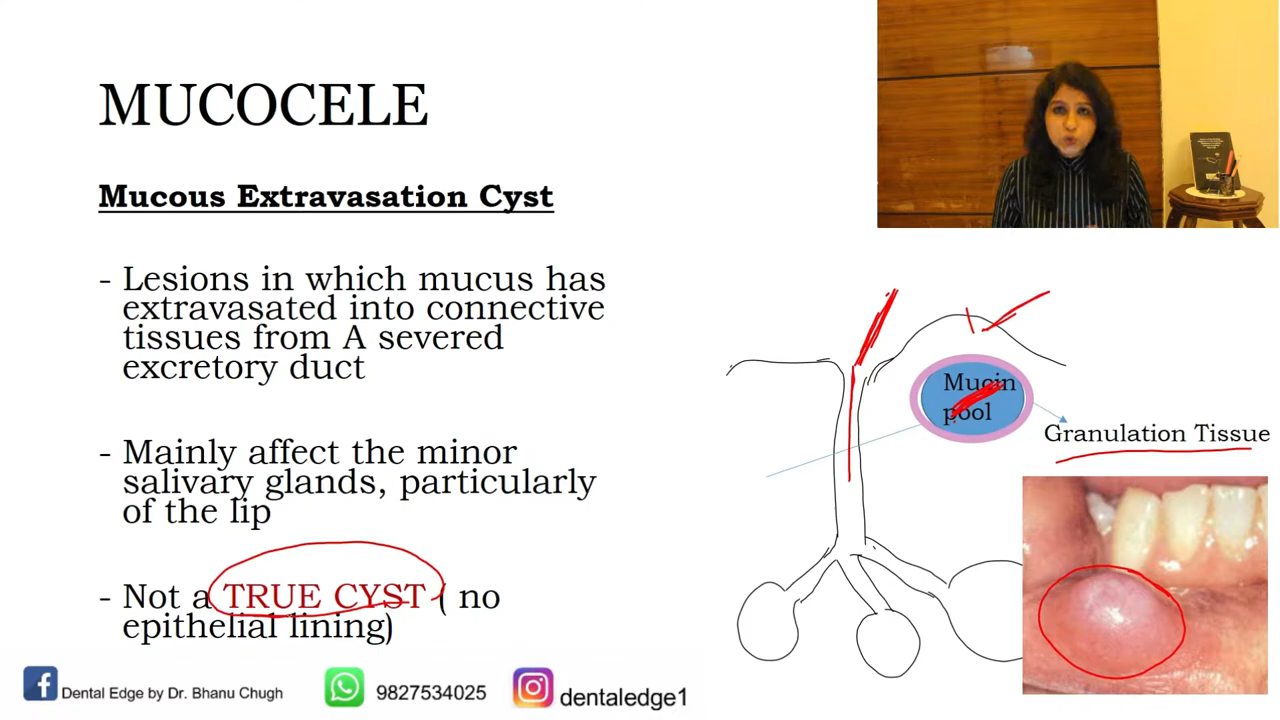 MUCOCELE
Mucous Extravasation Cyst
- Lesions in which mucus has
extravasated into connective
tissues from A severed
excretory duct
- Mainly affect the minor
salivary glands, particularly
of the lip
- Not a TRUE CYST ( no
epithelial lining)
Mucin
pool
Granulation Tissue
Dental Edge by Dr. Bhanu Chugh
9827534025
dentaledge1